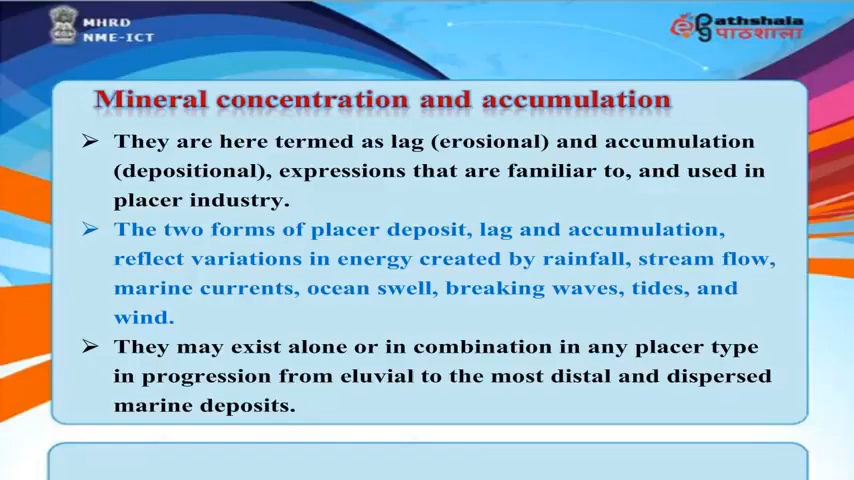 MHRD
NME-ICT
Pathshala
पाठशाला
Mineral concentration and accumulation
➢ They are here termed as lag (erosional) and accumulation
(depositional), expressions that are familiar to, and used in
placer industry.
➢ The two forms of placer deposit, lag and accumulation,
reflect variations in energy created by rainfall, stream flow,
marine currents, ocean swell, breaking waves, tides, and
wind.
➢ They may exist alone or in combination in any placer type
in progression from eluvial to the most distal and dispersed
marine deposits.